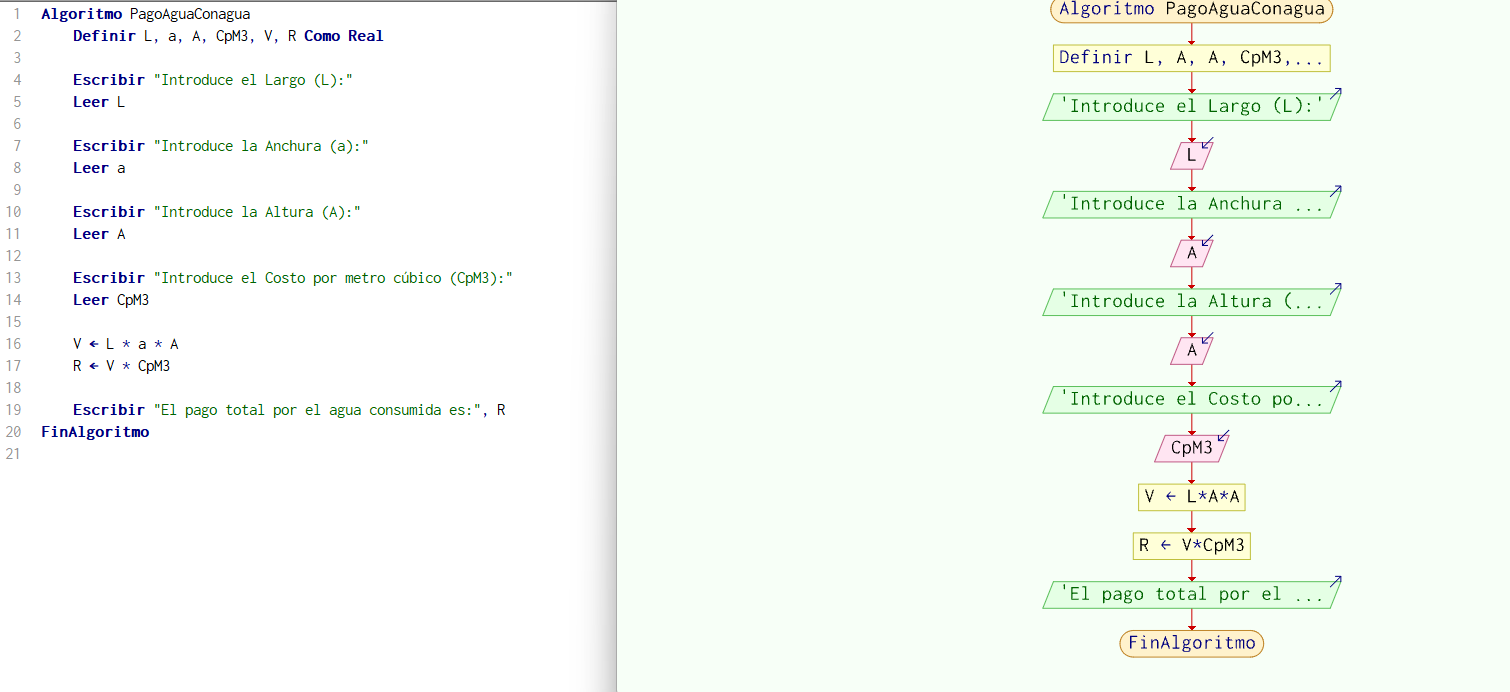 1 Algoritmo PagoAguaConagua
2 Definir L, a, A, CpM3, V, R Como Real
3
4 Escribir "Introduce el Largo (L):"
5 Leer L
6
7 Escribir "Introduce la Anchura (a):"
8 Leer a
9
10 Escribir "Introduce la Altura (A):"
11 Leer A
12
13 Escribir "Introduce el Costo por metro cúbico (CpM3):"
14 Leer CpM3
15
16 V ← L * a * A
17 R ← V * CpM3
18
19 Escribir "El pago total por el agua consumida es:", R
20 FinAlgoritmo
21
Algoritmo PagoAguaConagua
Definir L, A, A, CpM3,...
'Introduce el Largo (L):'
L
'Introduce la Anchura ...
A
'Introduce la Altura (...
A
'Introduce el Costo po...
CpM3
V ← L*A*A
R ← V*CpM3
'El pago total por el ...
FinAlgoritmo